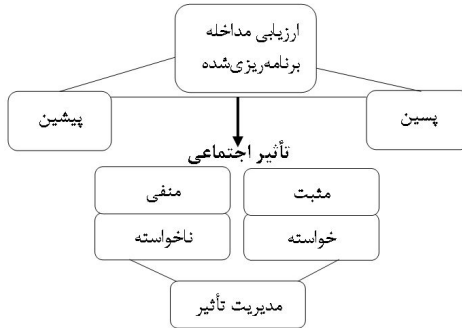 ارزیابی مداخله
برنامه‌ریزی‌شده
پسین
پیشین
تأثیر اجتماعی
مثبت
منفی
خواسته
ناخواسته
مدیریت تأثیر